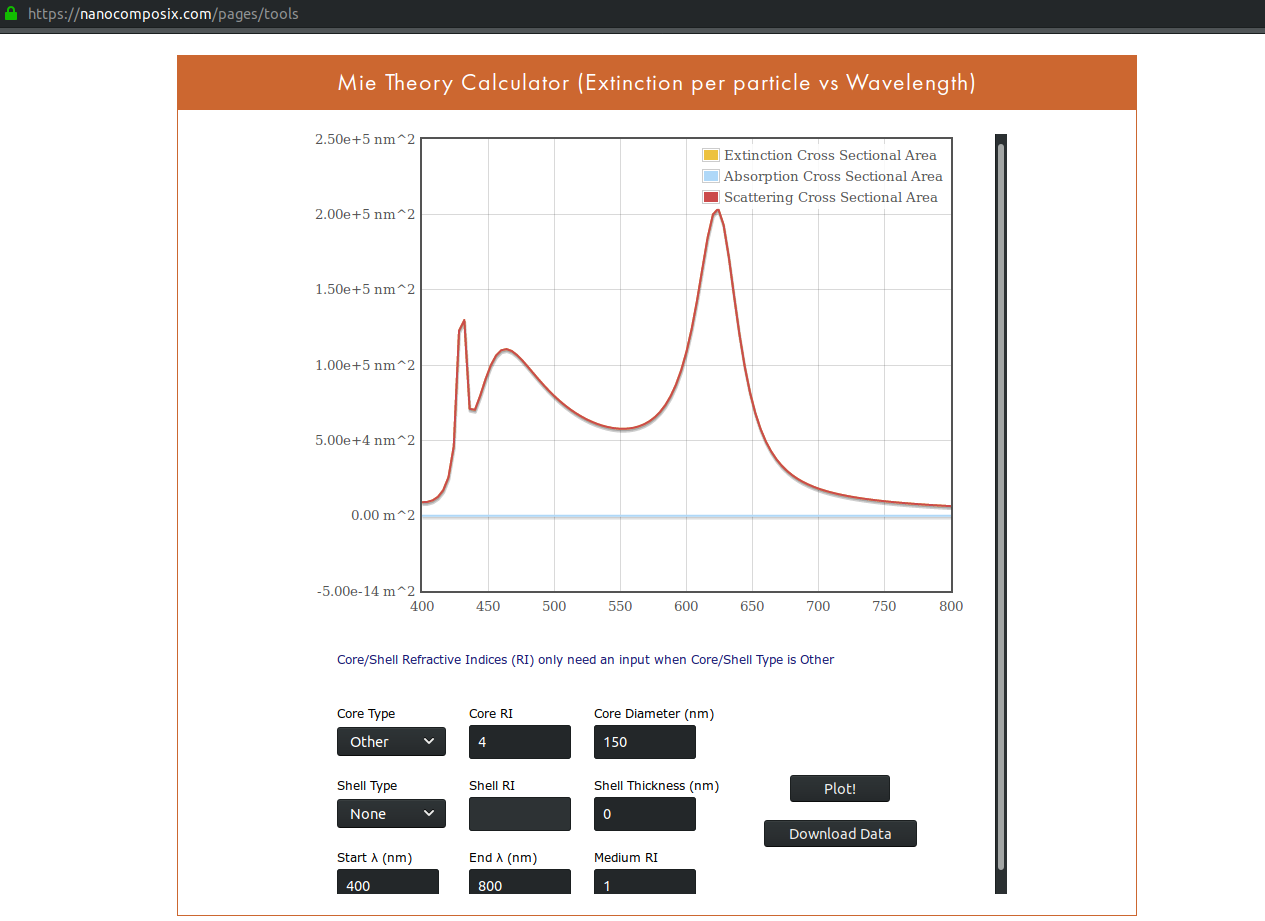 https://nanocomposix.com/pages/tools
Mie Theory Calculator (Extinction per particle vs Wavelength)
2.50e+5 nm^2
Extinction Cross Sectional Area
Absorption Cross Sectional Area
Scattering Cross Sectional Area
2.00e+5 nm^2
1.50e+5 nm^2
1.00e+5 nm^2
5.00e+4 nm^2
0.00 m^2
-5.00e-14 m^2
400 450 500 550 600 650 700 750 800
Core/Shell Refractive Indices (RI) only need an input when Core/Shell Type is Other
Core Type Core RI Core Diameter (nm)
Other 4 150
Shell Type Shell RI Shell Thickness (nm)
Plot!
None 0
Download Data
Start λ (nm) End λ (nm) Medium RI
400 800 1